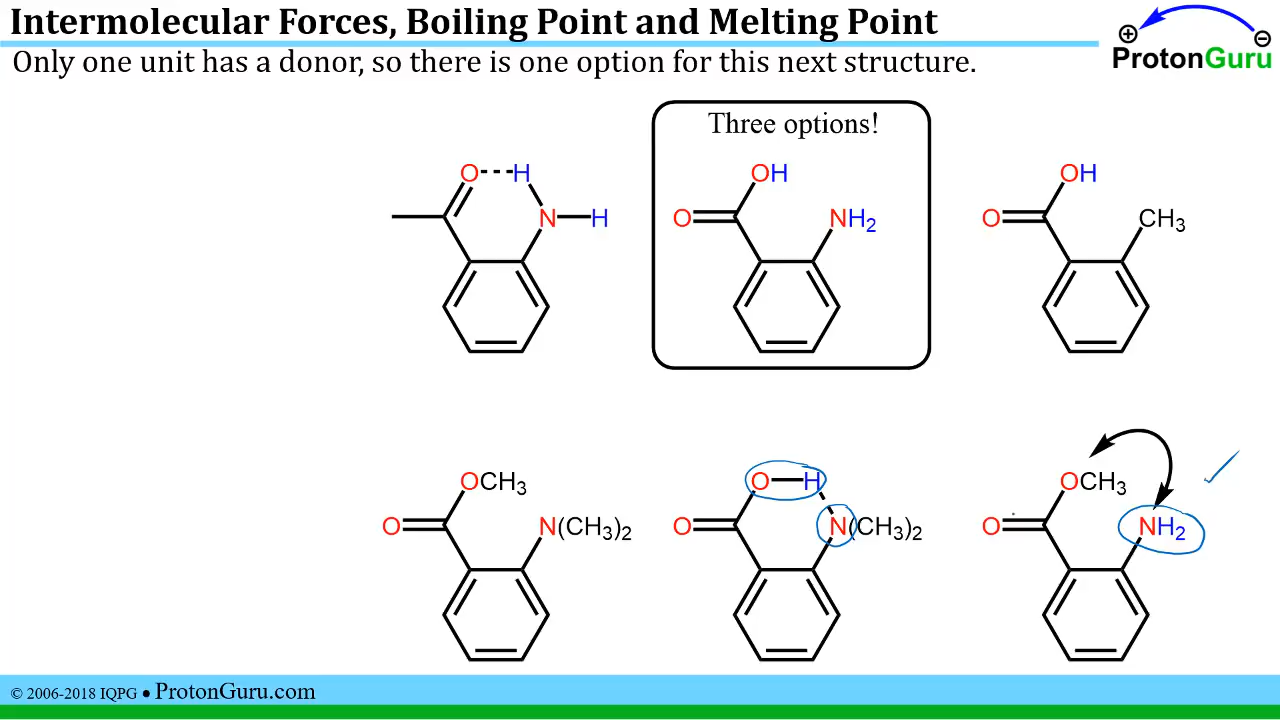 Intermolecular Forces, Boiling Point and Melting Point
Only one unit has a donor, so there is one option for this next structure.
ProtonGuru
Three options!
O H
N H
O OH
NH2
O OH
CH3
OCH3
O N(CH3)2
O H
O N(CH3)2
OCH3
O NH2
© 2006-2018 IQPG ● ProtonGuru.com